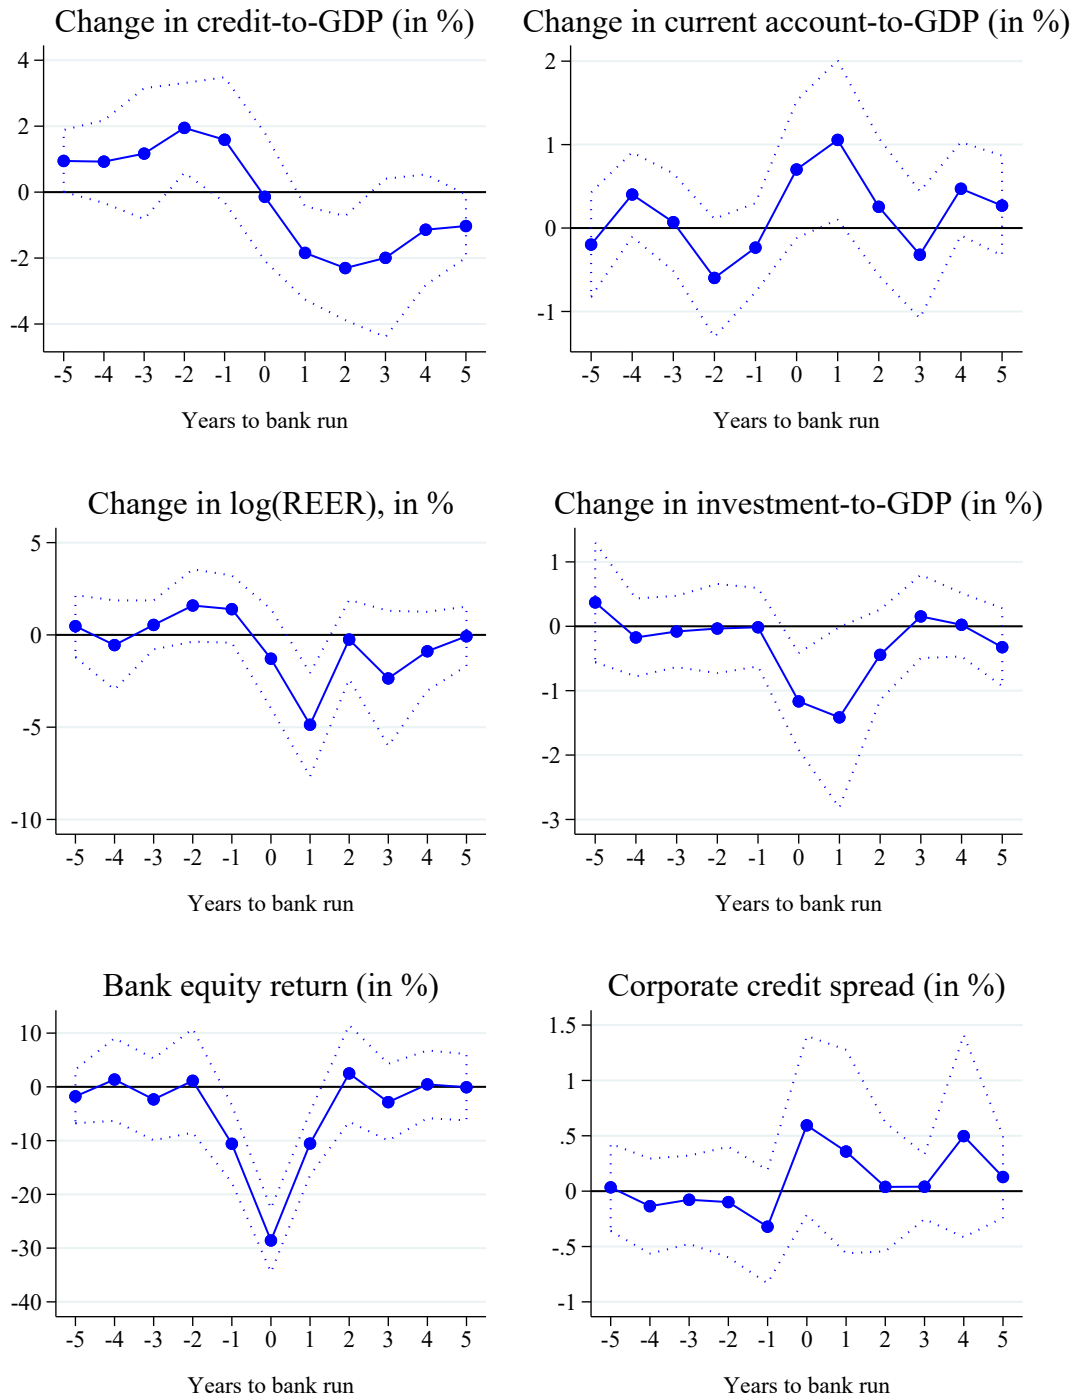 Change in credit-to-GDP (in %)
4
2
0
-2
-4
-5 -4 -3 -2 -1 0 1 2 3 4 5
Years to bank run
Change in current account-to-GDP (in %)
2
1
0
-1
-5 -4 -3 -2 -1 0 1 2 3 4 5
Years to bank run
Change in log(REER), in %
5
0
-5
-10
-5 -4 -3 -2 -1 0 1 2 3 4 5
Years to bank run
Change in investment-to-GDP (in %)
1
0
-1
-2
-3
-5 -4 -3 -2 -1 0 1 2 3 4 5
Years to bank run
Bank equity return (in %)
10
0
-10
-20
-30
-40
-5 -4 -3 -2 -1 0 1 2 3 4 5
Years to bank run
Corporate credit spread (in %)
1.5
1
.5
0
-.5
-1
-5 -4 -3 -2 -1 0 1 2 3 4 5
Years to bank run